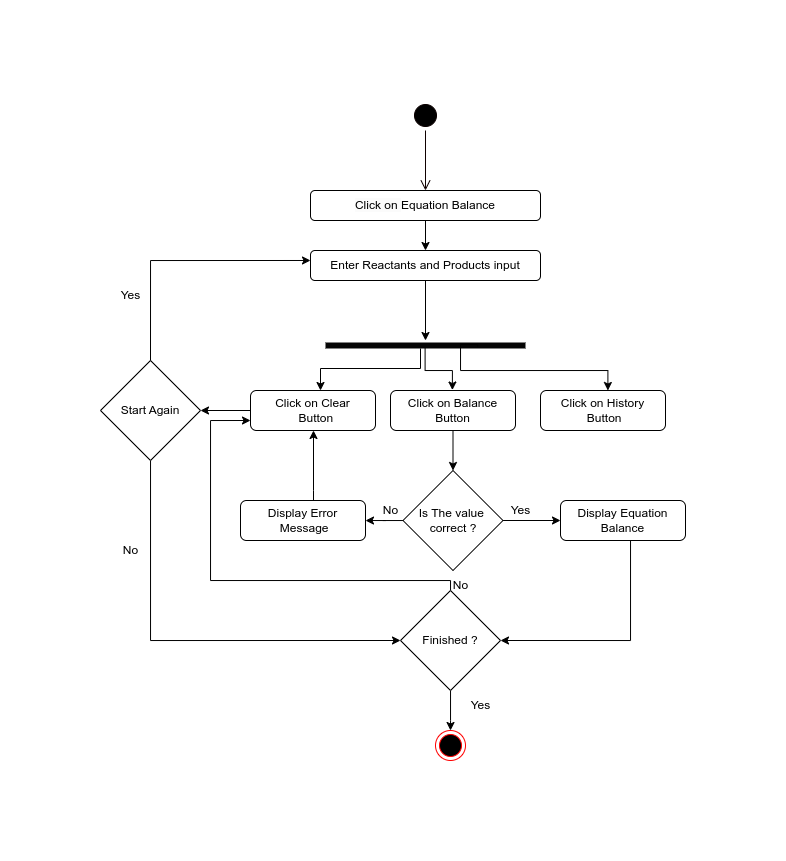 Click on Equation Balance
Enter Reactants and Products input
Yes
Click on Clear
Button
Click on Balance
Button
Click on History
Button
Start Again
Display Error
Message
No
Is The value
correct ?
Yes
Display Equation
Balance
No
No
Finished ?
Yes